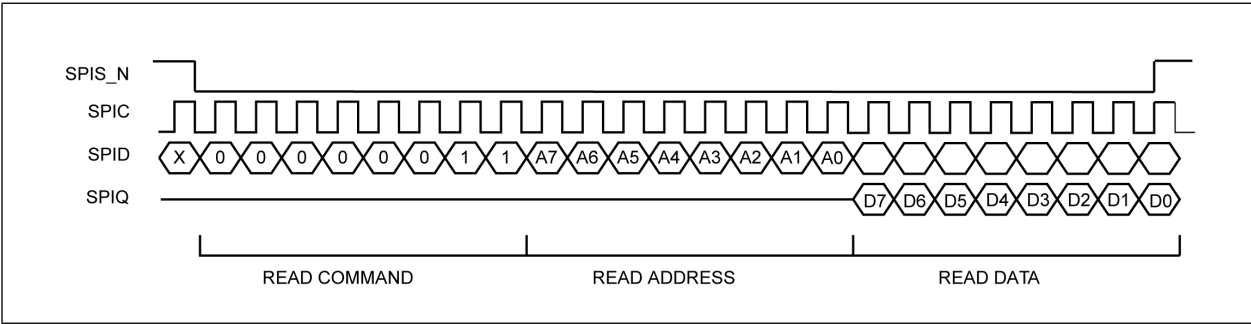 SPIS_N
SPIC
SPID X 0 0 0 0 0 0 1 1 A7 A6 A5 A4 A3 A2 A1 A0
SPIQ D7 D6 D5 D4 D3 D2 D1 D0
READ COMMAND READ ADDRESS READ DATA